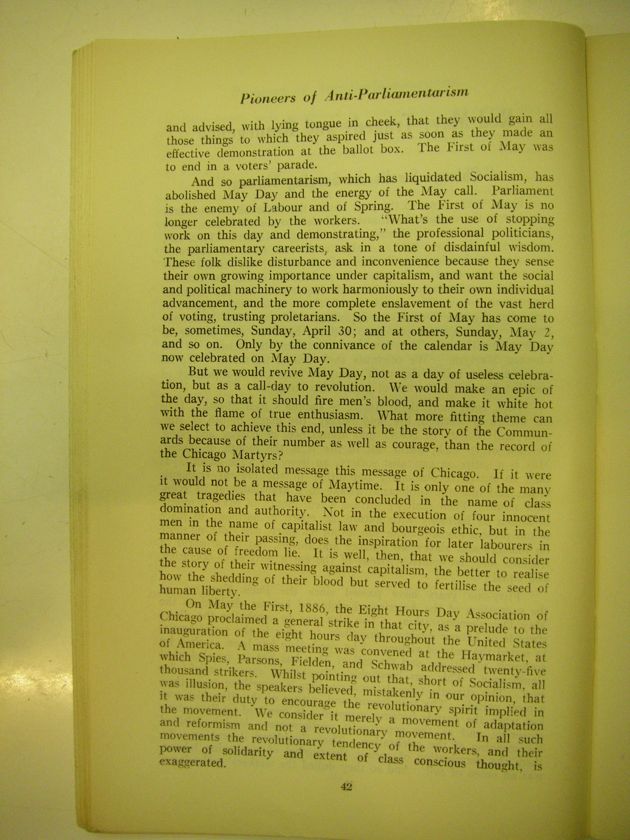 Pioneers of Anti-Parliamentarism
and advised, with lying tongue in cheek, that they would gain all
those things to which they aspired just as soon as they made an
effective demonstration at the ballot box. The First of May was
to end in a voters' parade.
And so parliamentarism, which has liquidated Socialism, has
abolished May Day and the energy of the May call. Parliament
is the enemy of Labour and of Spring. The First of May is no
longer celebrated by the workers. "What's the use of stopping
work on this day and demonstrating," the professional politicians,
the parliamentary careerists, ask in a tone of disdainful wisdom.
These folk dislike disturbance and inconvenience because they sense
their own growing importance under capitalism, and want the social
and political machinery to work harmoniously to their own individual
advancement, and the more complete enslavement of the vast herd
of voting, trusting proletarians. So the First of May has come to
be, sometimes, Sunday, April 30; and at others, Sunday, May 2,
and so on. Only by the connivance of the calendar is May Day
now celebrated on May Day.
But we would revive May Day, not as a day of useless celebra-
tion, but as a call-day to revolution. We would make an epic of
the day, so that it should fire men's blood, and make it white hot
with the flame of true enthusiasm. What more fitting theme can
we select to achieve this end, unless it be the story of the Commun-
ards because of their number as well as courage, than the record of
the Chicago Martyrs?
It is no isolated message this message of Chicago. If it were
it would not be a message of Maytime. It is only one of the many
great tragedies that have been concluded in the name of class
domination and authority. Not in the execution of four innocent
men in the name of capitalist law and bourgeois ethic, but in the
manner of their passing, does the inspiration for later labourers in
the cause of freedom lie. It is well, then, that we should consider
the story of their witnessing against capitalism, the better to realise
how the shedding of their blood but served to fertilise the seed of
human liberty.
On May the First, 1886, the Eight Hours Day Association of
Chicago proclaimed a general strike in that city, as a prelude to the
inauguration of the eight hours day throughout the United States
of America. A mass meeting was convened at the Haymarket, at
which Spies, Parsons, Fielden, and Schwab addressed twenty-five
thousand strikers. Whilst pointing out that, short of Socialism, all
was illusion, the speakers believed, mistakenly in our opinion, that
it was their duty to encourage the revolutionary spirit implied in
the movement. We consider it merely a movement of adaptation
and reformism and not a revolutionary movement. In all such
movements the revolutionary tendency of the workers, and their
power of solidarity and extent of class conscious thought, is
exaggerated.
42